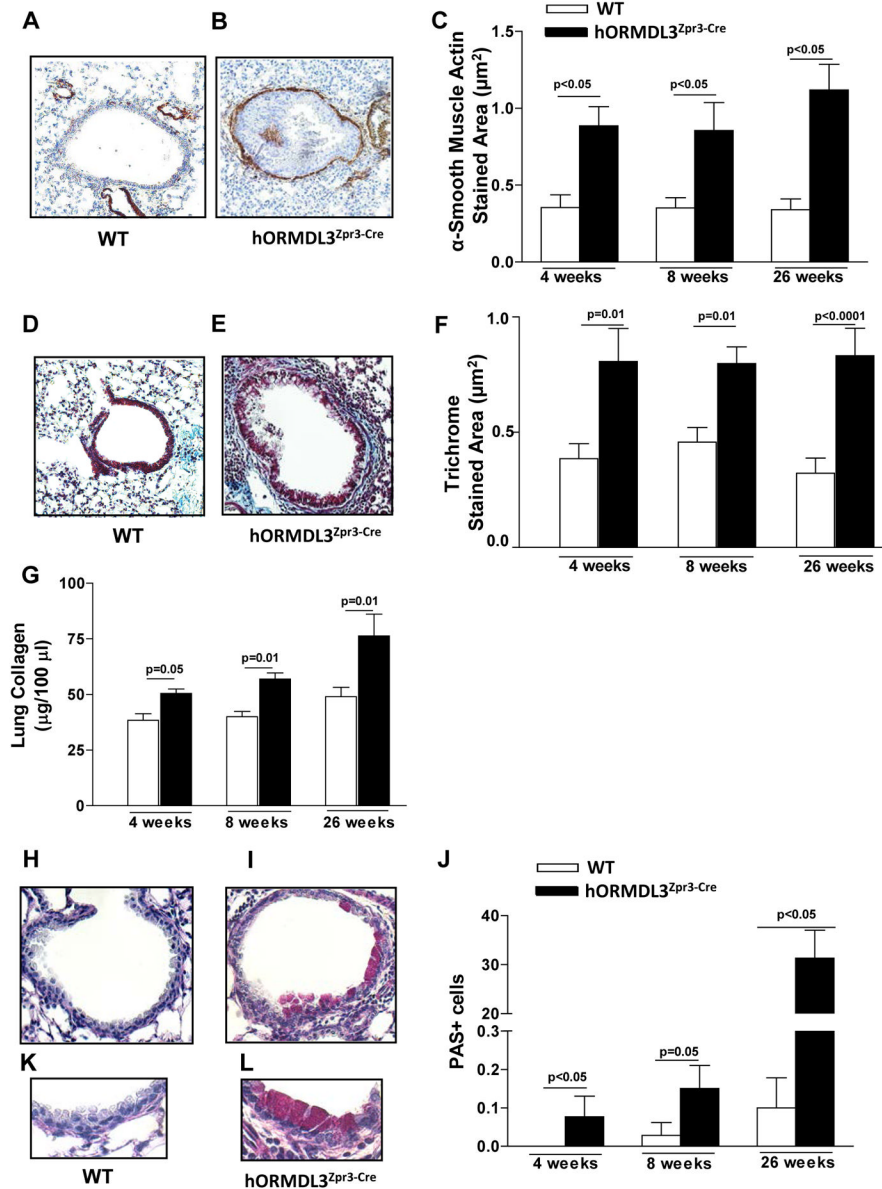 A
B
WT
hORMDL3Zpr3-Cre
C
WT
hORMDL3Zpr3-Cre
α-Smooth Muscle Actin
Stained Area (µm2)
1.5
1.0
0.5
0.0
p<0.05
p<0.05
p<0.05
4 weeks
8 weeks
26 weeks
D
E
WT
hORMDL3Zpr3-Cre
F
Trichrome
Stained Area (µm2)
1.0
0.5
0.0
p=0.01
p=0.01
p<0.0001
4 weeks
8 weeks
26 weeks
G
Lung Collagen
(µg/100 µl)
100
75
50
25
0
p=0.05
p=0.01
p=0.01
4 weeks
8 weeks
26 weeks
H
I
K
L
WT
hORMDL3Zpr3-Cre
J
WT
hORMDL3Zpr3-Cre
PAS+ cells
40
30
20
0.3
0.2
0.1
0.0
p<0.05
p=0.05
p<0.05
4 weeks
8 weeks
26 weeks